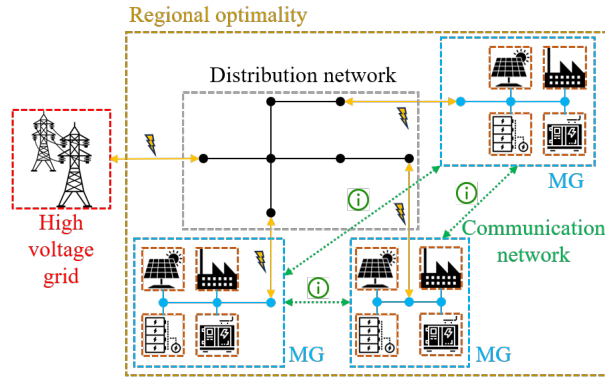 Regional optimality
Distribution network
High
voltage
grid
MG
Communication
network
MG
MG